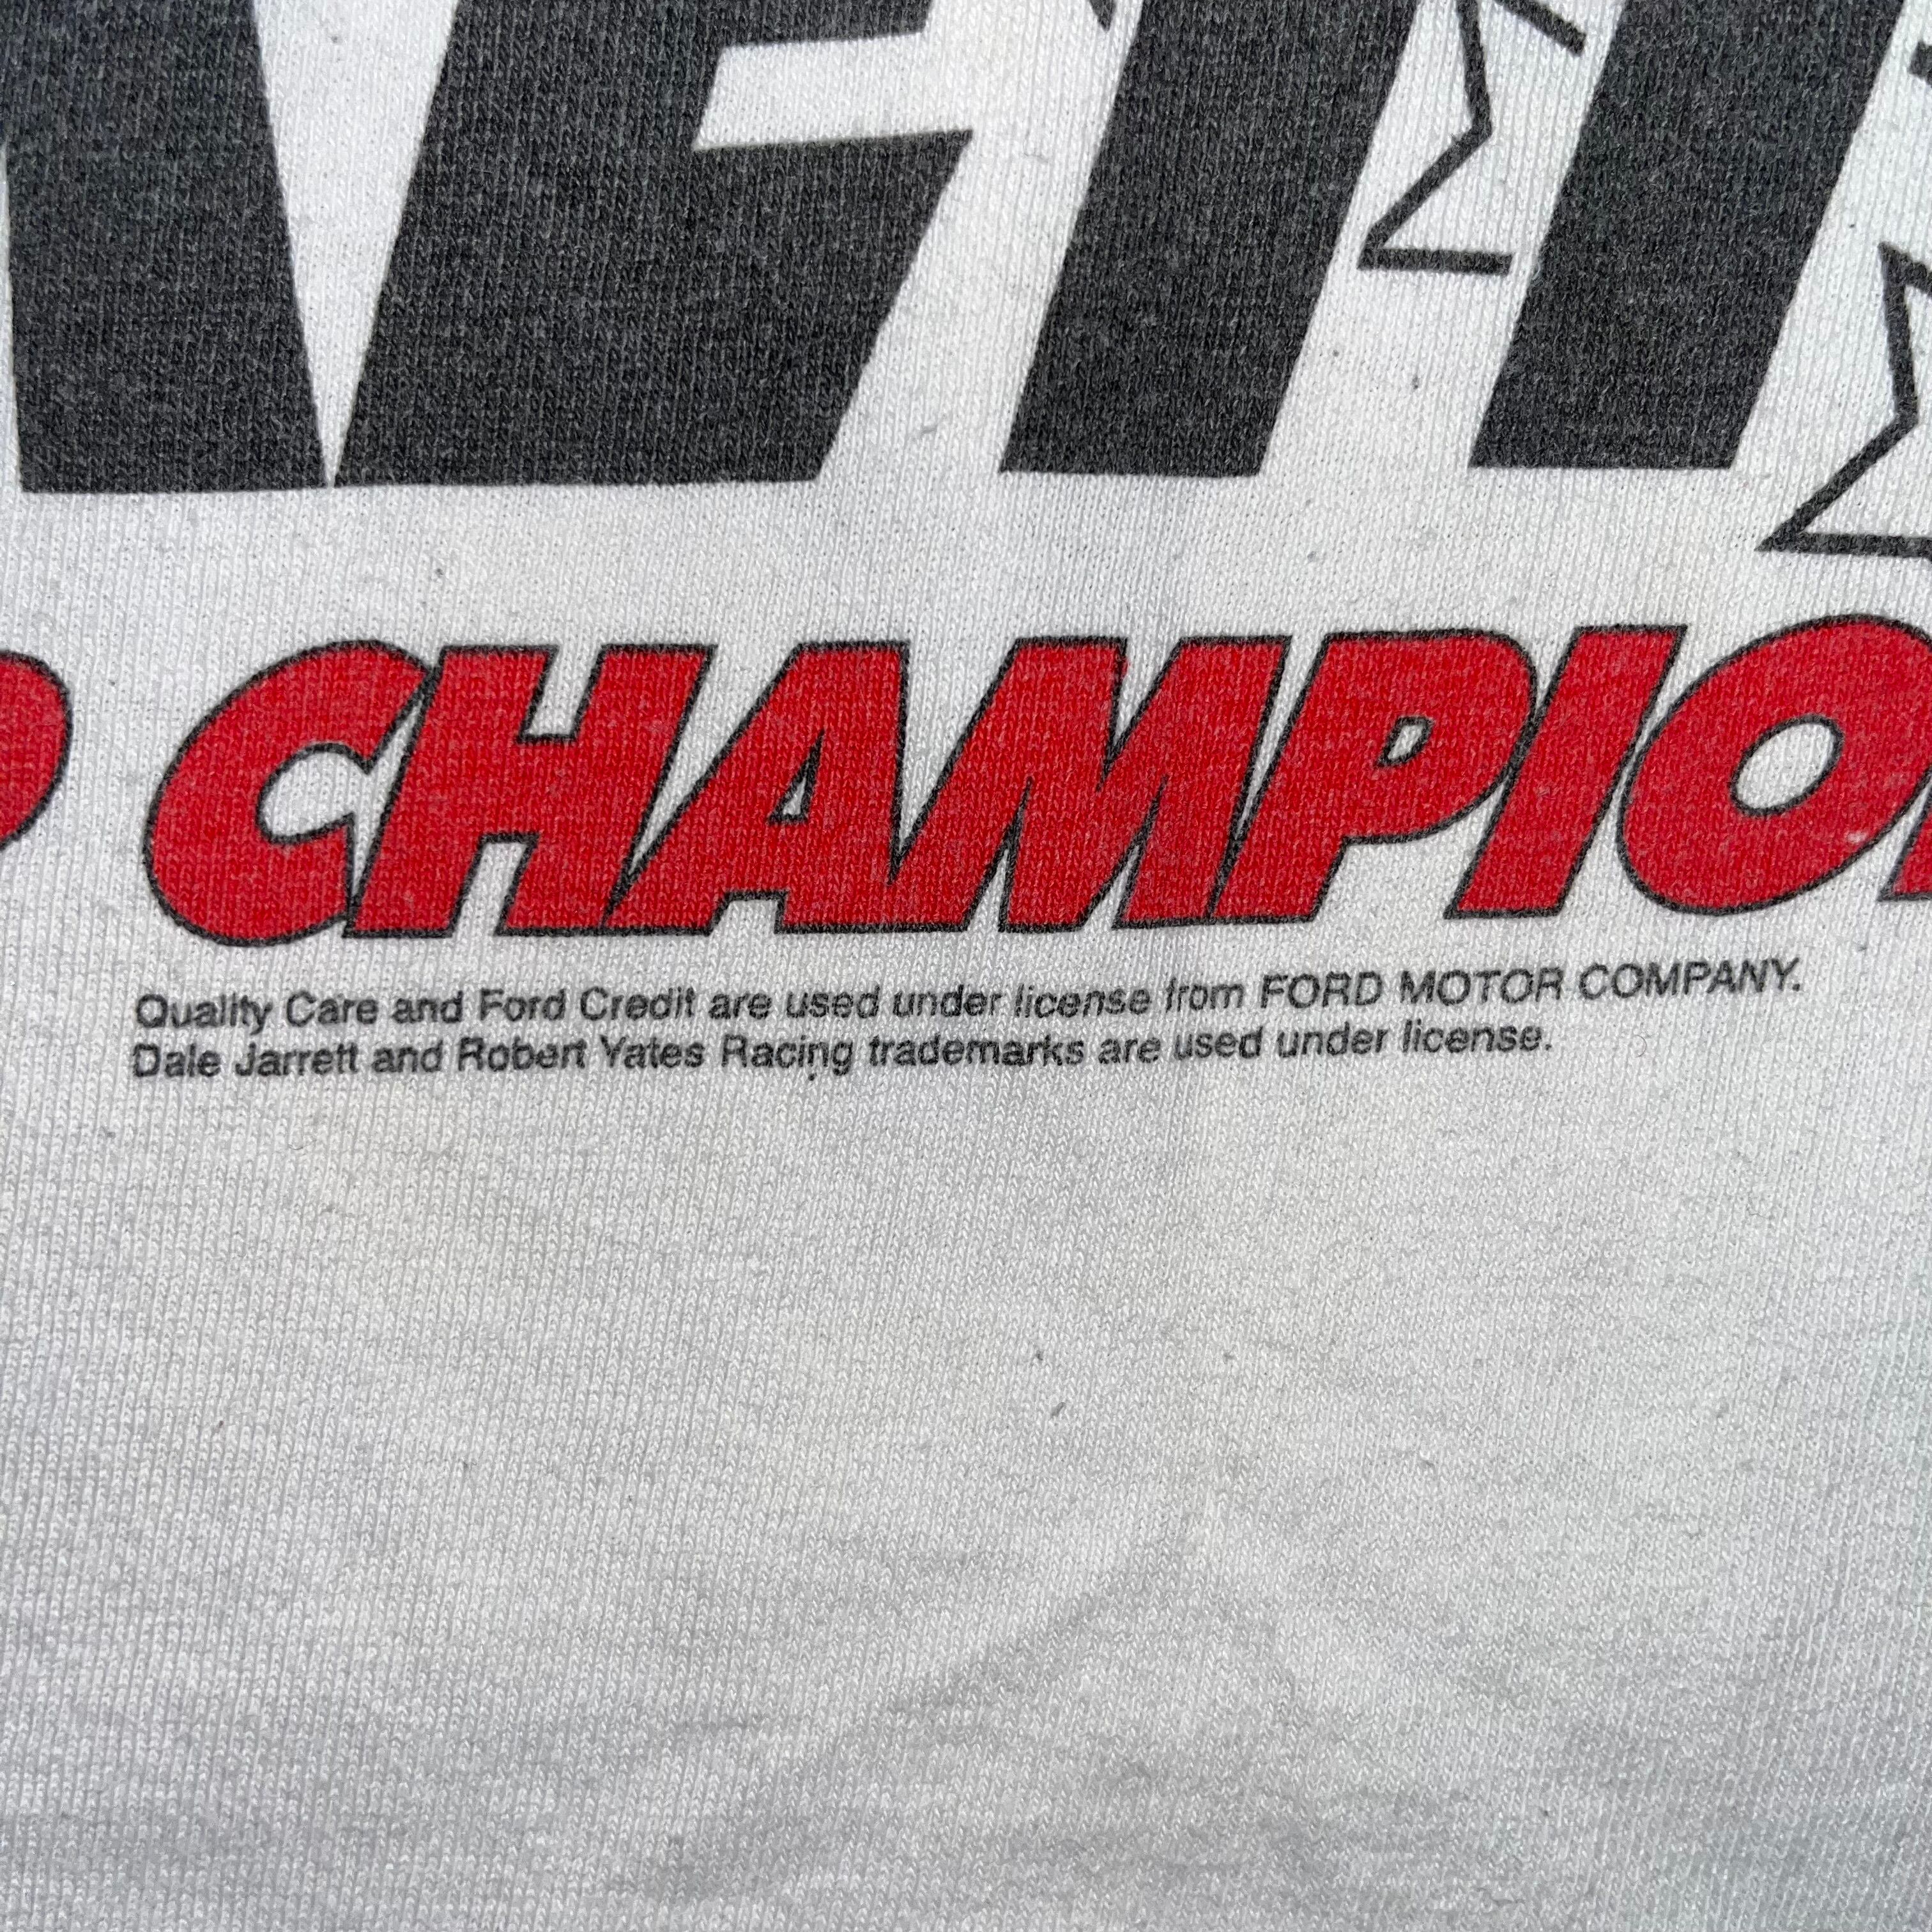 CHAMPIO
Quality Care and Ford Credit are used under license from FORD MOTOR COMPANY.
Dale Jarrett and Robert Yates Racing trademarks are used under license.